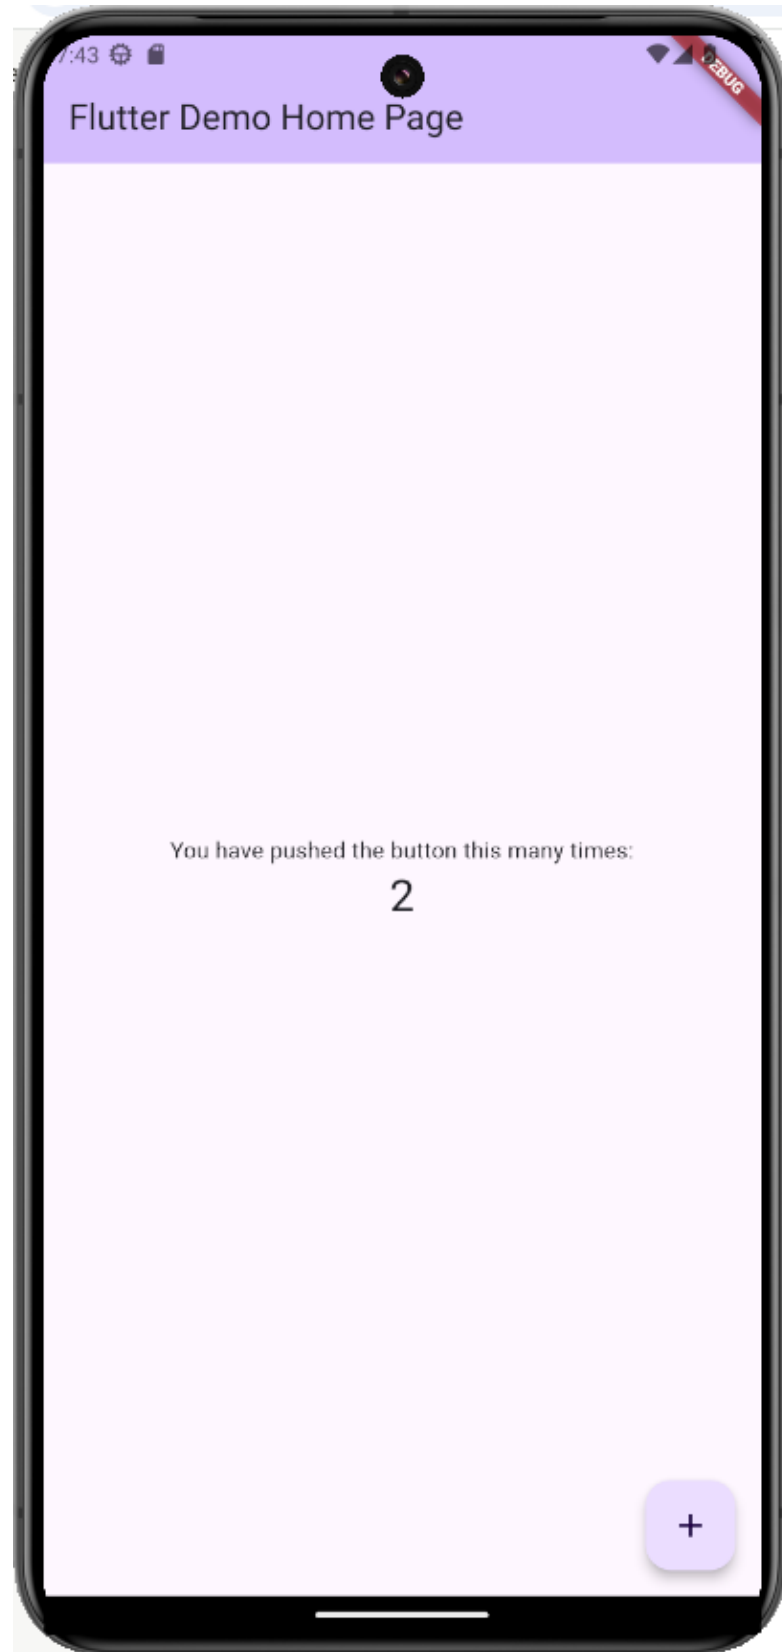 7:43
DEBUG
Flutter Demo Home Page
You have pushed the button this many times:
2
+